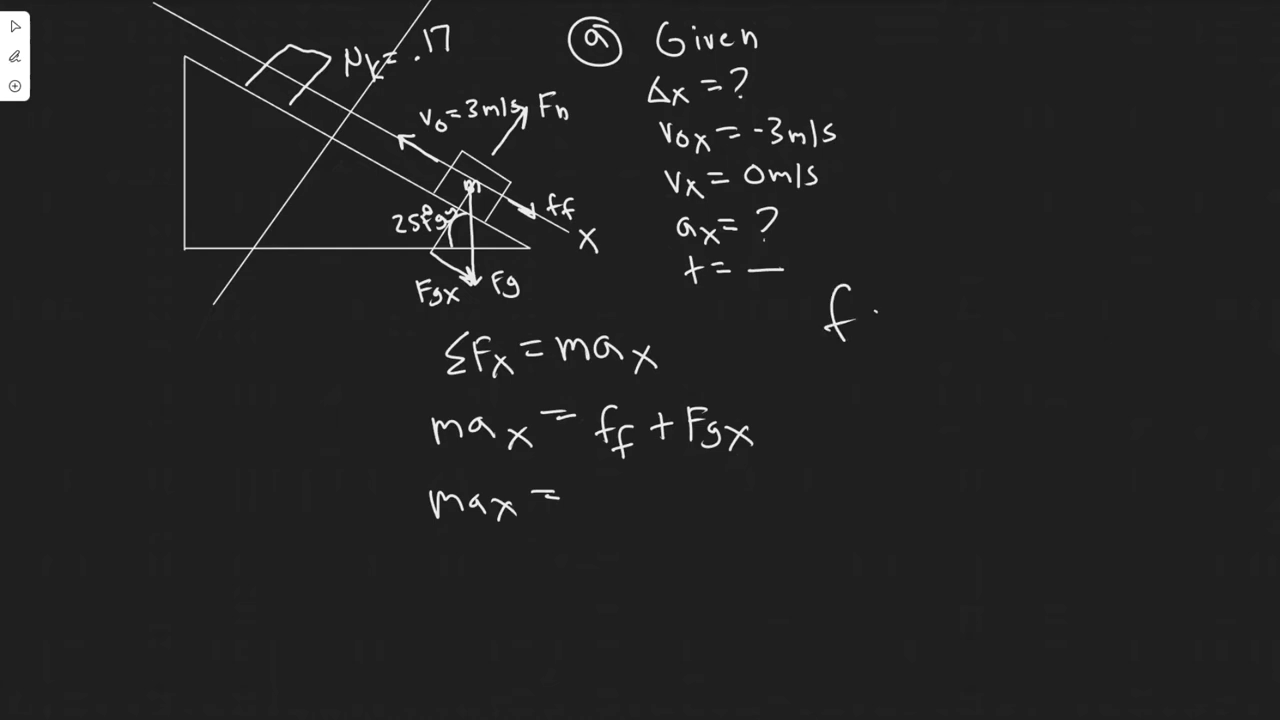 μk = .17
v₀ = 3m/s
Fn
m
ff
x
25°
Fgy
Fgx
Fg
ⓐ Given
Δx = ?
v₀x = -3m/s
vx = 0m/s
ax = ?
t = —
f
ΣFx = max
max = ff + Fgx
max =